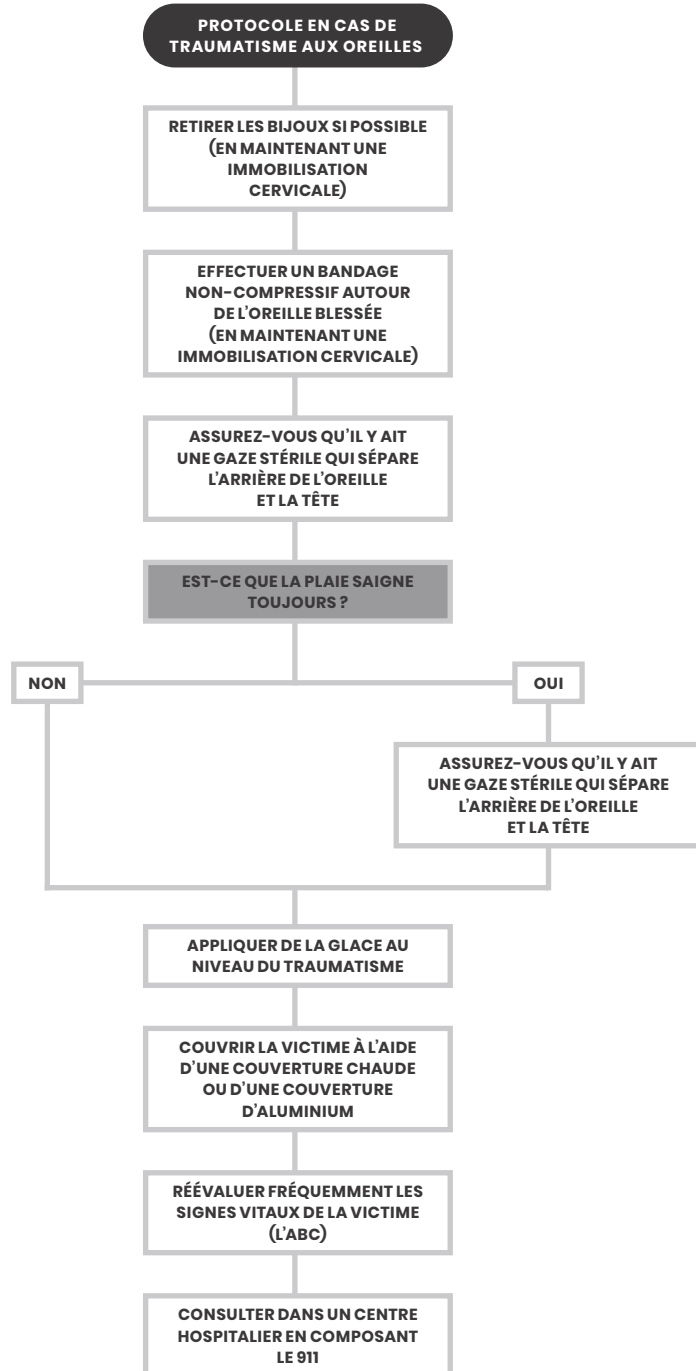 PROTOCOLE EN CAS DE
TRAUMATISME AUX OREILLES
RETIRER LES BIJOUX SI POSSIBLE
(EN MAINTENANT UNE
IMMOBILISATION
CERVICALE)
EFFECTUER UN BANDAGE
NON-COMPRESSIF AUTOUR
DE L'OREILLE BLESSÉE
(EN MAINTENANT UNE
IMMOBILISATION CERVICALE)
ASSUREZ-VOUS QU'IL Y AIT
UNE GAZE STÉRILE QUI SÉPARE
L'ARRIÈRE DE L'OREILLE
ET LA TÊTE
EST-CE QUE LA PLAIE SAIGNE
TOUJOURS ?
NON
OUI
ASSUREZ-VOUS QU'IL Y AIT
UNE GAZE STÉRILE QUI SÉPARE
L'ARRIÈRE DE L'OREILLE
ET LA TÊTE
APPLIQUER DE LA GLACE AU
NIVEAU DU TRAUMATISME
COUVRIR LA VICTIME À L'AIDE
D'UNE COUVERTURE CHAUDE
OU D'UNE COUVERTURE
D'ALUMINIUM
RÉÉVALUER FRÉQUEMMENT LES
SIGNES VITAUX DE LA VICTIME
(L'ABC)
CONSULTER DANS UN CENTRE
HOSPITALIER EN COMPOSANT
LE 911